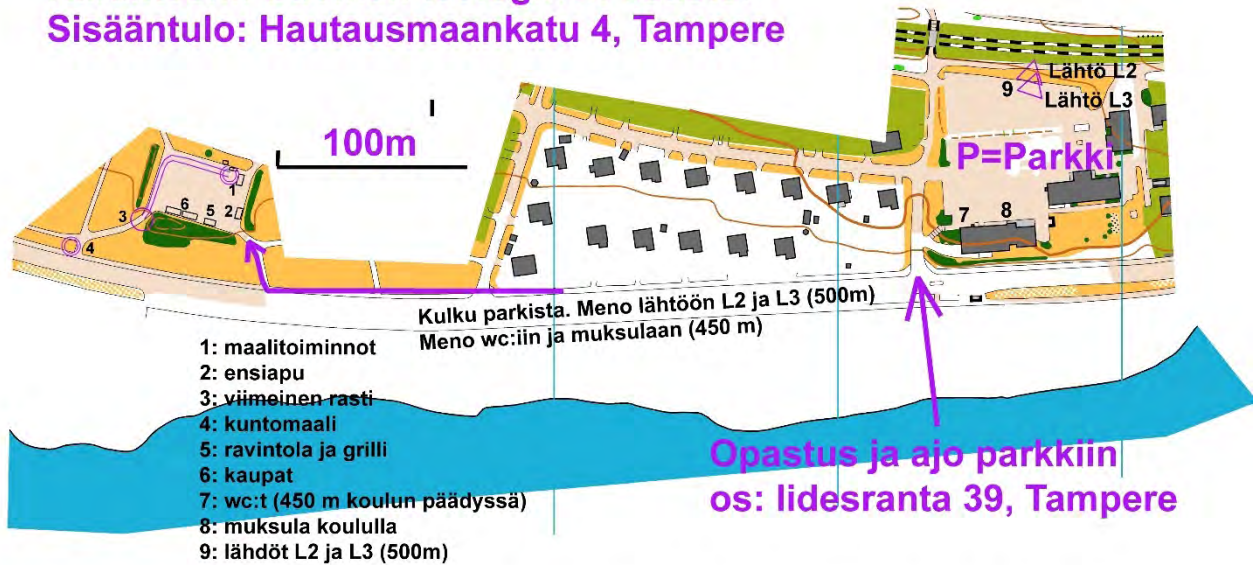 Sisääntulo: Hautausmaankatu 4, Tampere
Lähtö L2
9
Lähtö L3
100m
P=Parkki
1
2
3
4
5
6
7
8
Kulku parkista. Meno lähtöön L2 ja L3 (500m)
Meno wc:iin ja muksulaan (450 m)
1: maalitoiminnot
2: ensiapu
3: viimeinen rasti
4: kuntomaali
5: ravintola ja grilli
6: kaupat
7: wc:t (450 m koulun päädyssä)
8: muksula koululla
9: lähdöt L2 ja L3 (500m)
Opastus ja ajo parkkiin
os: Iidesranta 39, Tampere